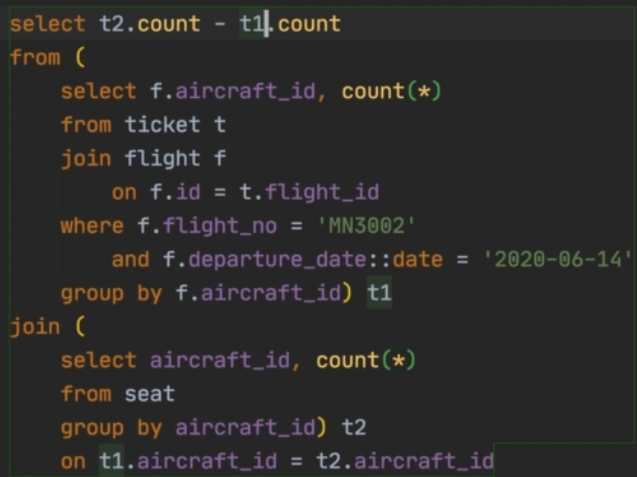 select t2.count - t1.count
from (
    select f.aircraft_id, count(*)
    from ticket t
    join flight f
        on f.id = t.flight_id
    where f.flight_no = 'MN3002'
        and f.departure_date::date = '2020-06-14'
    group by f.aircraft_id) t1
join (
    select aircraft_id, count(*)
    from seat
    group by aircraft_id) t2
    on t1.aircraft_id = t2.aircraft_id